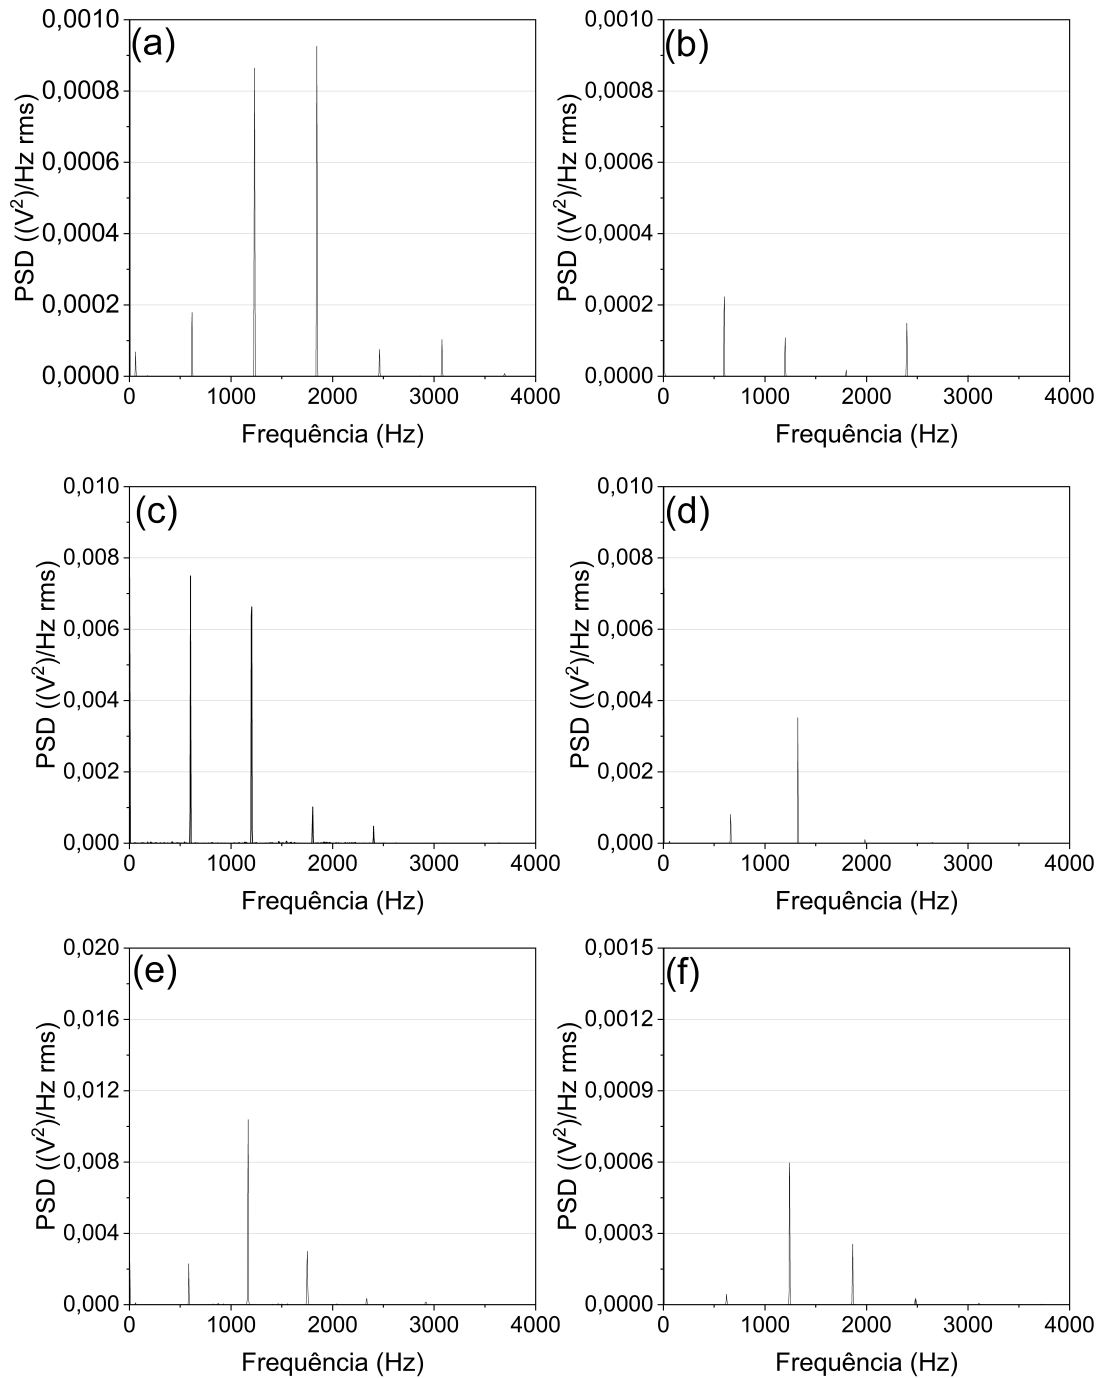 (a)
PSD ((V²)/Hz rms)
0,0010
0,0008
0,0006
0,0004
0,0002
0,0000
0 1000 2000 3000 4000
Frequência (Hz)
(b)
PSD ((V²)/Hz rms)
0,0010
0,0008
0,0006
0,0004
0,0002
0,0000
0 1000 2000 3000 4000
Frequência (Hz)
(c)
PSD ((V²)/Hz rms)
0,010
0,008
0,006
0,004
0,002
0,000
0 1000 2000 3000 4000
Frequência (Hz)
(d)
PSD ((V²)/Hz rms)
0,010
0,008
0,006
0,004
0,002
0,000
0 1000 2000 3000 4000
Frequência (Hz)
(e)
PSD ((V²)/Hz rms)
0,020
0,016
0,012
0,008
0,004
0,000
0 1000 2000 3000 4000
Frequência (Hz)
(f)
PSD ((V²)/Hz rms)
0,0015
0,0012
0,0009
0,0006
0,0003
0,0000
0 1000 2000 3000 4000
Frequência (Hz)